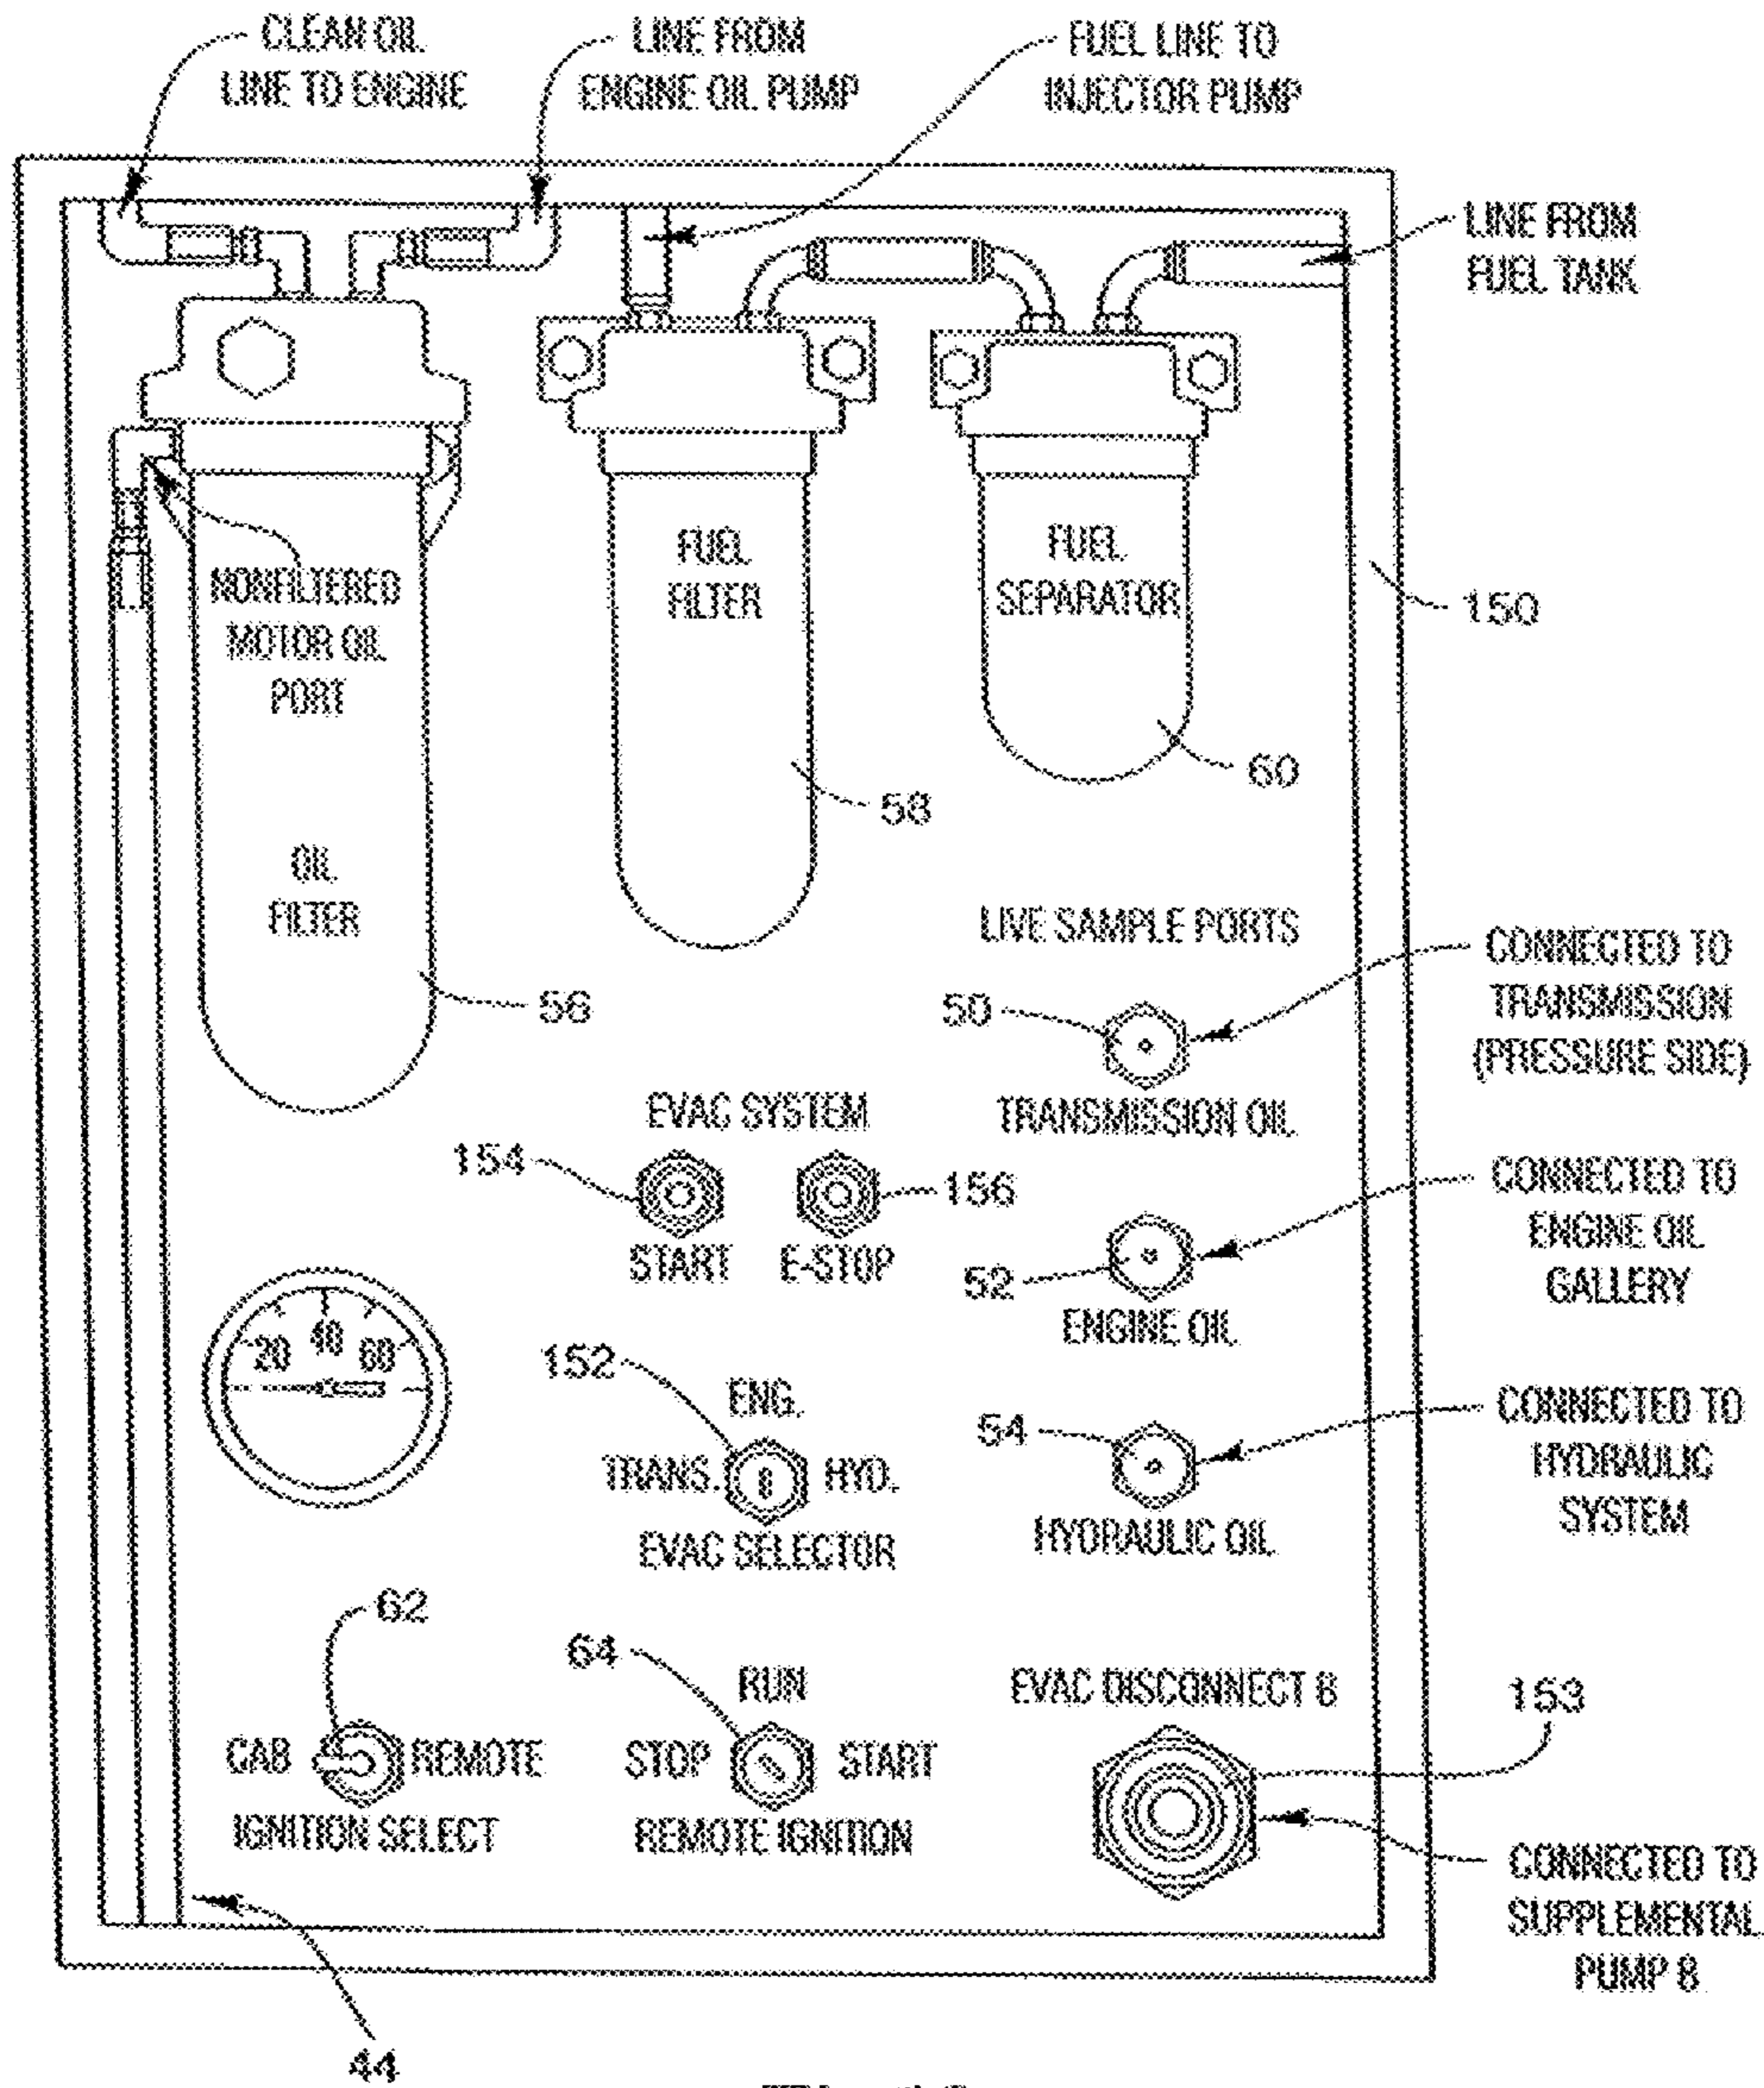 CLEAN OIL
LINE TO ENGINE
LINE FROM
ENGINE OIL PUMP
FUEL LINE TO
INJECTOR PUMP
LINE FROM
FUEL TANK
NONFILTERED
MOTOR OIL
PORT
FUEL
FILTER
FUEL
SEPARATOR
150
60
58
OIL
FILTER
56
LIVE SAMPLE PORTS
CONNECTED TO
TRANSMISSION
(PRESSURE SIDE)
50
TRANSMISSION OIL
EVAC SYSTEM
154
156
START
E-STOP
CONNECTED TO
ENGINE OIL
GALLERY
52
ENGINE OIL
20 40 60
152
ENG.
TRANS.
HYD.
EVAC SELECTOR
54
HYDRAULIC OIL
CONNECTED TO
HYDRAULIC
SYSTEM
62
CAB
REMOTE
IGNITION SELECT
64
RUN
STOP
START
REMOTE IGNITION
EVAC DISCONNECT B
153
CONNECTED TO
SUPPLEMENTAL
PUMP B
44